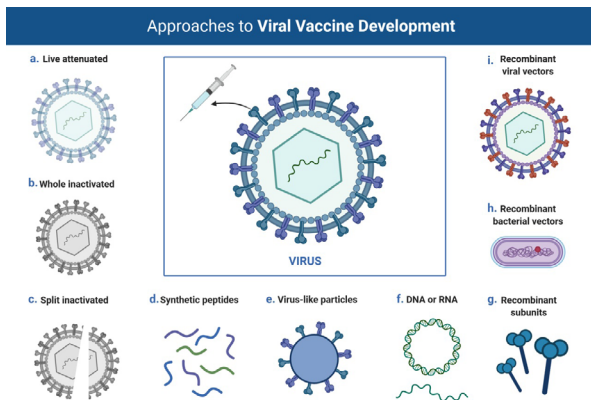 Approaches to Viral Vaccine Development
a. Live attenuated
b. Whole inactivated
c. Split inactivated
VIRUS
d. Synthetic peptides
e. Virus-like particles
f. DNA or RNA
i. Recombinant
viral vectors
h. Recombinant
bacterial vectors
g. Recombinant
subunits